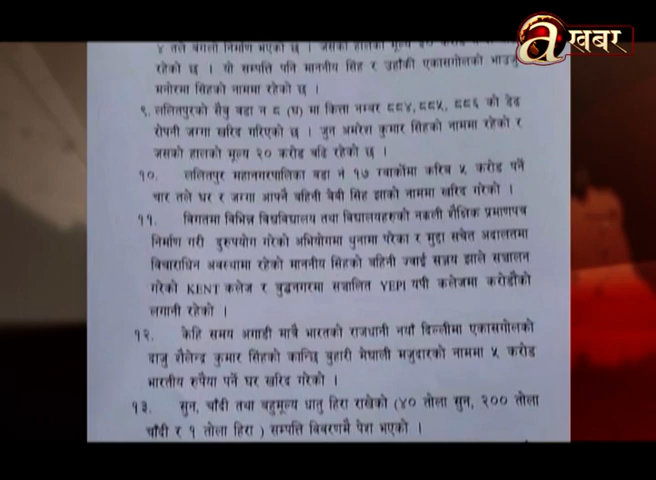 a खबर
४ तले बंगला निर्माण भएको छ । जसको हालको मूल्य
रहेको छ । यो सम्पत्ति पनि माननीय सिंह र उहाँकी एकासगोलको भाउजु
मनोरमा सिंहको नाममा रहेको छ ।
९. ललितपुरको सैबु वडा नं ८ (घ) मा कित्ता नम्बर ८८४, ८८५, ८८६ को डेढ
रोपनी जग्गा खरिद गरिएको छ । जुन अमरेश कुमार सिंहको नाममा रहेको र
जसको हालको मूल्य २० करोड बढि रहेको छ ।
१०. ललितपुर महानगरपालिका वडा नं १७ ग्वार्कोमा करिब ५ करोड पर्ने
चार तले घर र जग्गा आफ्नै बहिनी बेबी सिंह झाको नाममा खरिद गरेको ।
११. विगतमा विभिन्न विश्वविद्यालय तथा विद्यालयहरुको नक्कली शैक्षिक प्रमाणपत्र
निर्माण गरी दुरुपयोग गरेको अभियोगमा थुनामा परेका र मुद्दा सचेत अदालतमा
विचाराधिन अवस्थामा रहेको माननीय सिंहको बहिनी ज्वाई सञ्जय झाले सञ्चालन
गरेको KENT कलेज र बुद्धनगरमा सञ्चालित YEPI यपी कलेजमा करोडौंको
लगानी रहेको ।
१२. केहि समय अगाडी मात्रै भारतको राजधानी नयाँ दिल्लीमा एकासगोलको
दाजु शैलेन्द्र कुमार सिंहको कान्छि बुहारी मेघाली मजुदारको नाममा ५ करोड
भारतीय रुपैया पर्ने घर खरिद गरेको ।
१३. सुन, चाँदी तथा बहुमूल्य धातु हिरा राखेको (४० तोला सुन, २०० तोला
चाँदी र १ तोला हिरा ) सम्पत्ति विवरणमै पेश भएको ।